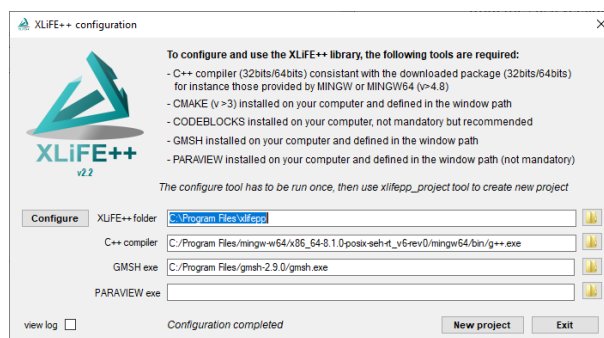 XLiFE++ configuration
To configure and use the XLiFE++ library, the following tools are required:
- C++ compiler (32bits/64bits) consistant with the downloaded package (32bits/64bits)
for instance those provided by MINGW or MINGW64 (v>4.8)
- CMAKE (v >3) installed on your computer and defined in the window path
- CODEBLOCKS installed on your computer, not mandatory but recommended
- GMSH installed on your computer and defined in the window path
- PARAVIEW installed on your computer and defined in the window path (not mandatory)
XLiFE++
v2.2
The configure tool has to be run once, then use xlifepp_project tool to create new project
Configure XLiFE++ folder C:\Program Files\xlifepp
C++ compiler C:/Program Files/mingw-w64/x86_64-8.1.0-posix-seh-rt_v6-rev0/mingw64/bin/g++.exe
GMSH exe C:/Program Files/gmsh-2.9.0/gmsh.exe
PARAVIEW exe
view log Configuration completed New project Exit